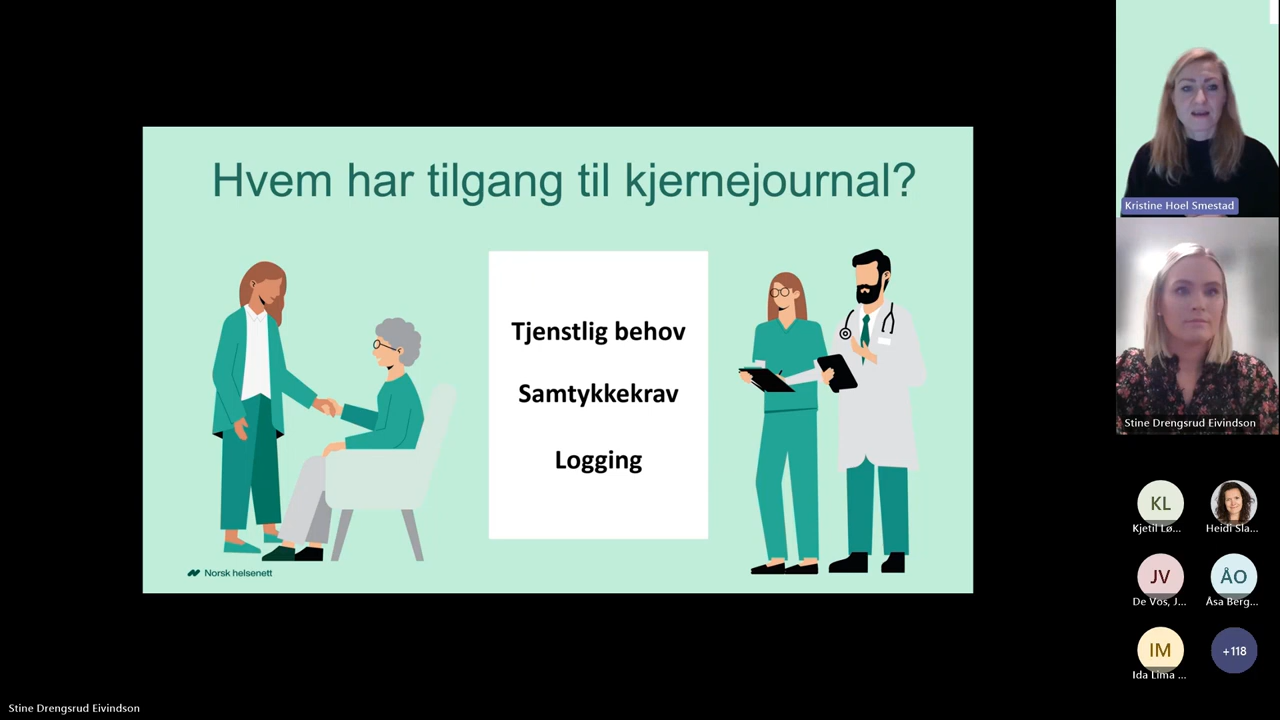 Hvem har tilgang til kjernejournal?
Tjenstlig behov
Samtykkekrav
Logging
Norsk helsenett
Kristine Hoel Smestad
Stine Drengsrud Eivindson
KL
Kjetil Lø...
Heidi Sla...
JV
De Vos, J...
ÅO
Åsa Berg...
IM
Ida Lima ...
+118
Stine Drengsrud Eivindson